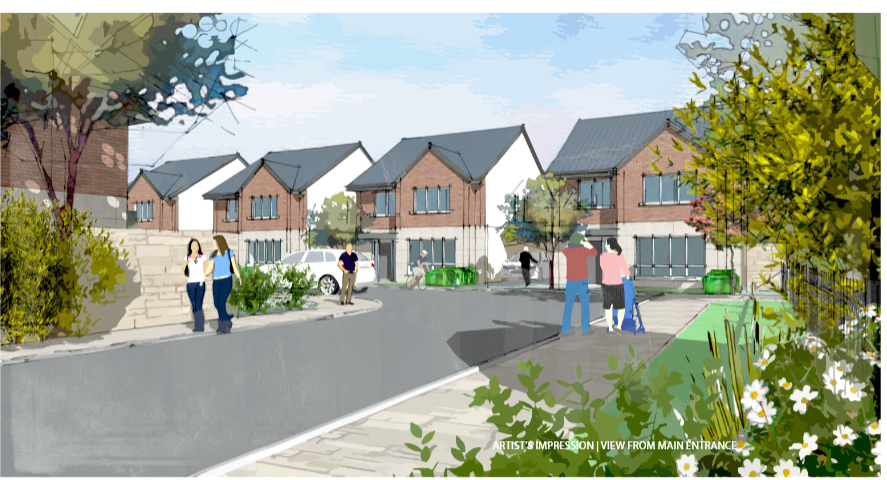 ARTIST'S IMPRESSION | VIEW FROM MAIN ENTRANCE